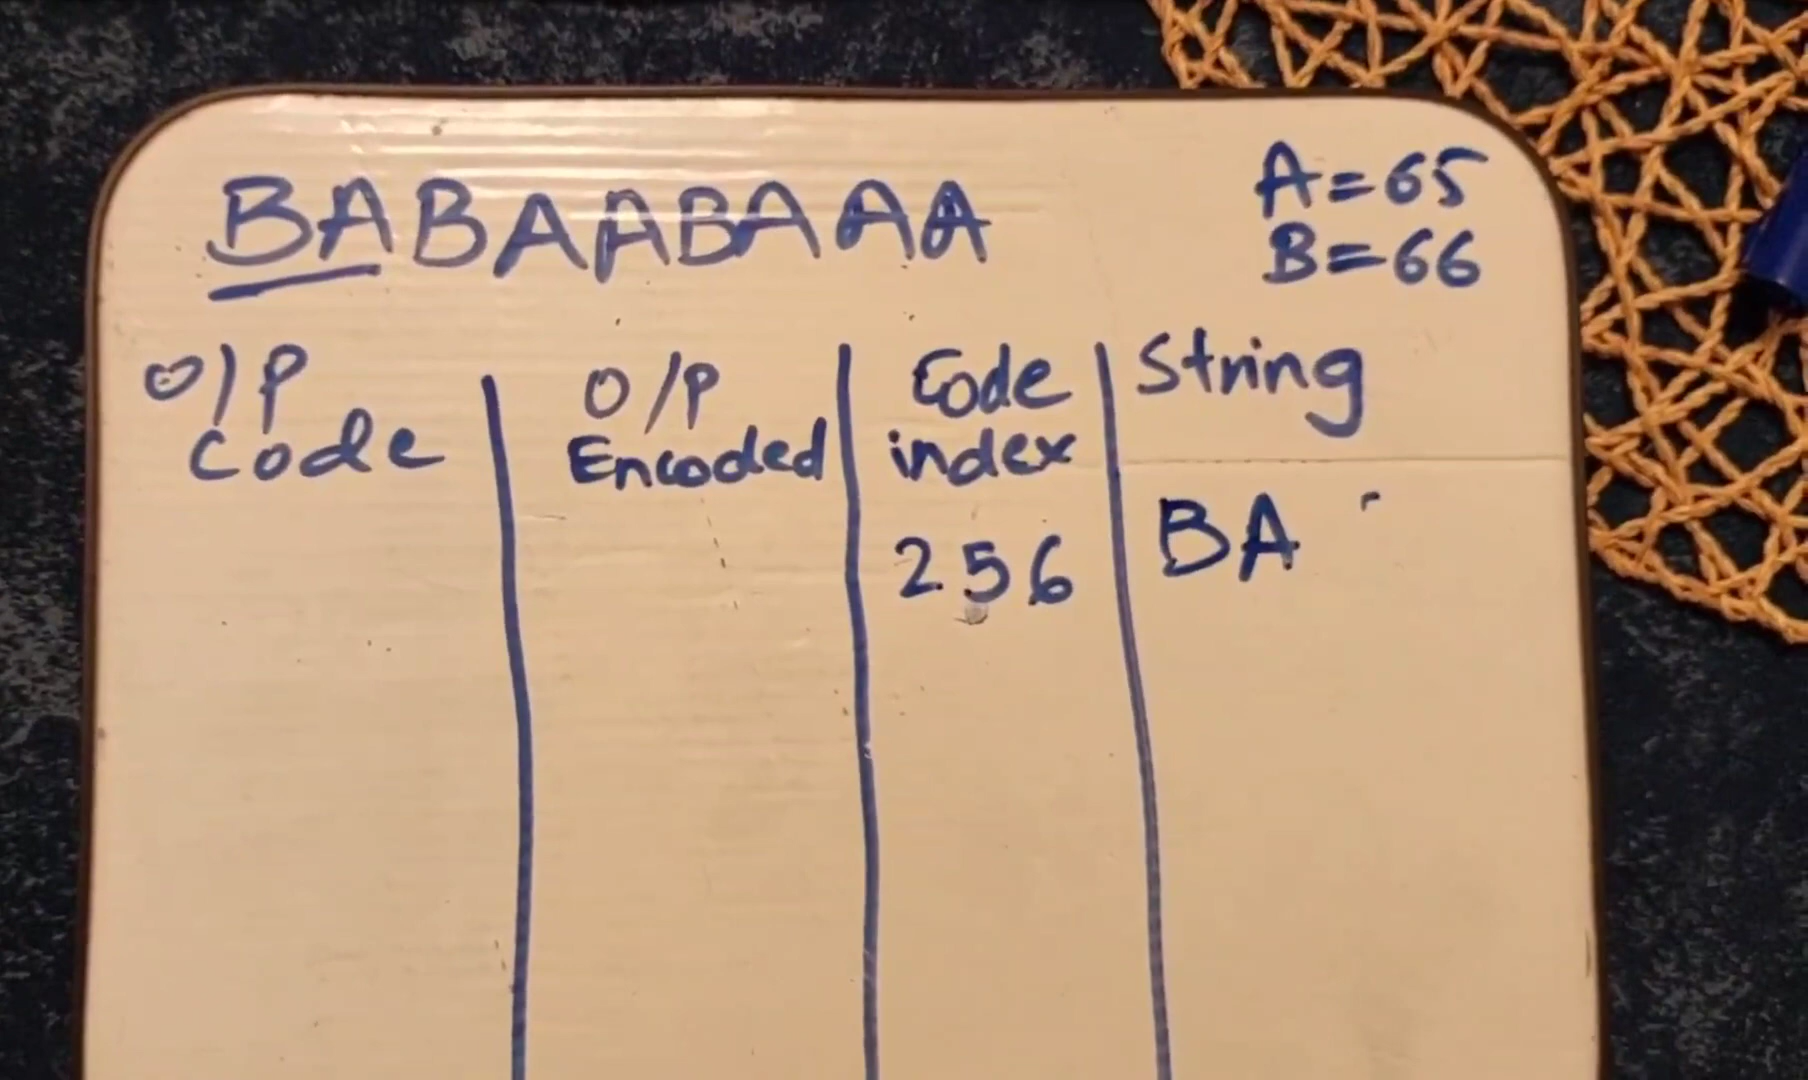 BABAABAAA
A=65
B=66
O/P Code
O/P Encoded
Code index
String
256
BA